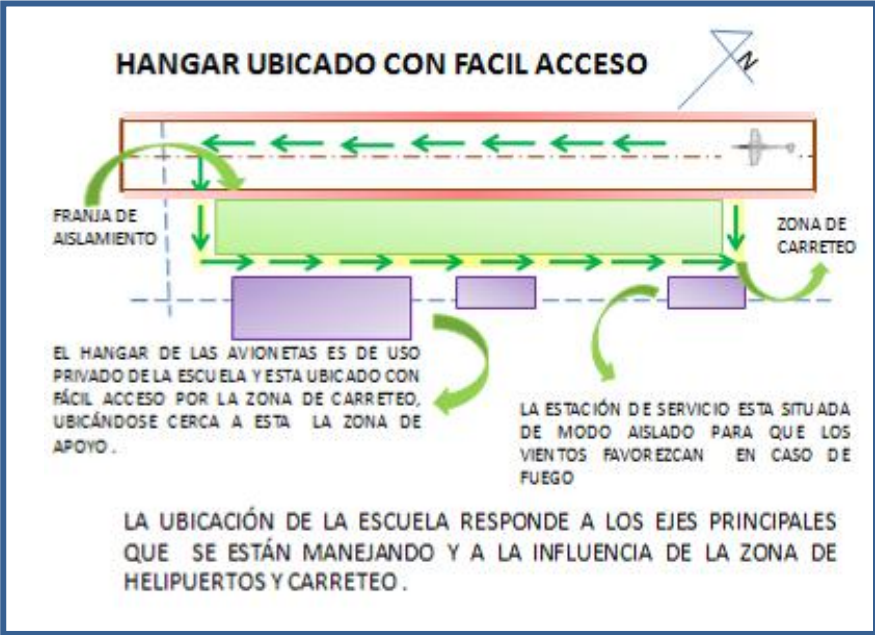 HANGAR UBICADO CON FACIL ACCESO
N
FRANJA DE
AISLAMIENTO
ZONA DE
CARRETEO
EL HANGAR DE LAS AVIONETAS ES DE USO
PRIVADO DE LA ESCUELA Y ESTA UBICADO CON
FÁCIL ACCESO POR LA ZONA DE CARRETEO,
UBICÁNDOSE CERCA A ESTA LA ZONA DE
APOYO .
LA ESTACIÓN DE SERVICIO ESTA SITUADA
DE MODO AISLADO PARA QUE LOS
VIENTOS FAVOREZCAN EN CASO DE
FUEGO
LA UBICACIÓN DE LA ESCUELA RESPONDE A LOS EJES PRINCIPALES
QUE SE ESTÁN MANEJANDO Y A LA INFLUENCIA DE LA ZONA DE
HELIPUERTOS Y CARRETEO .